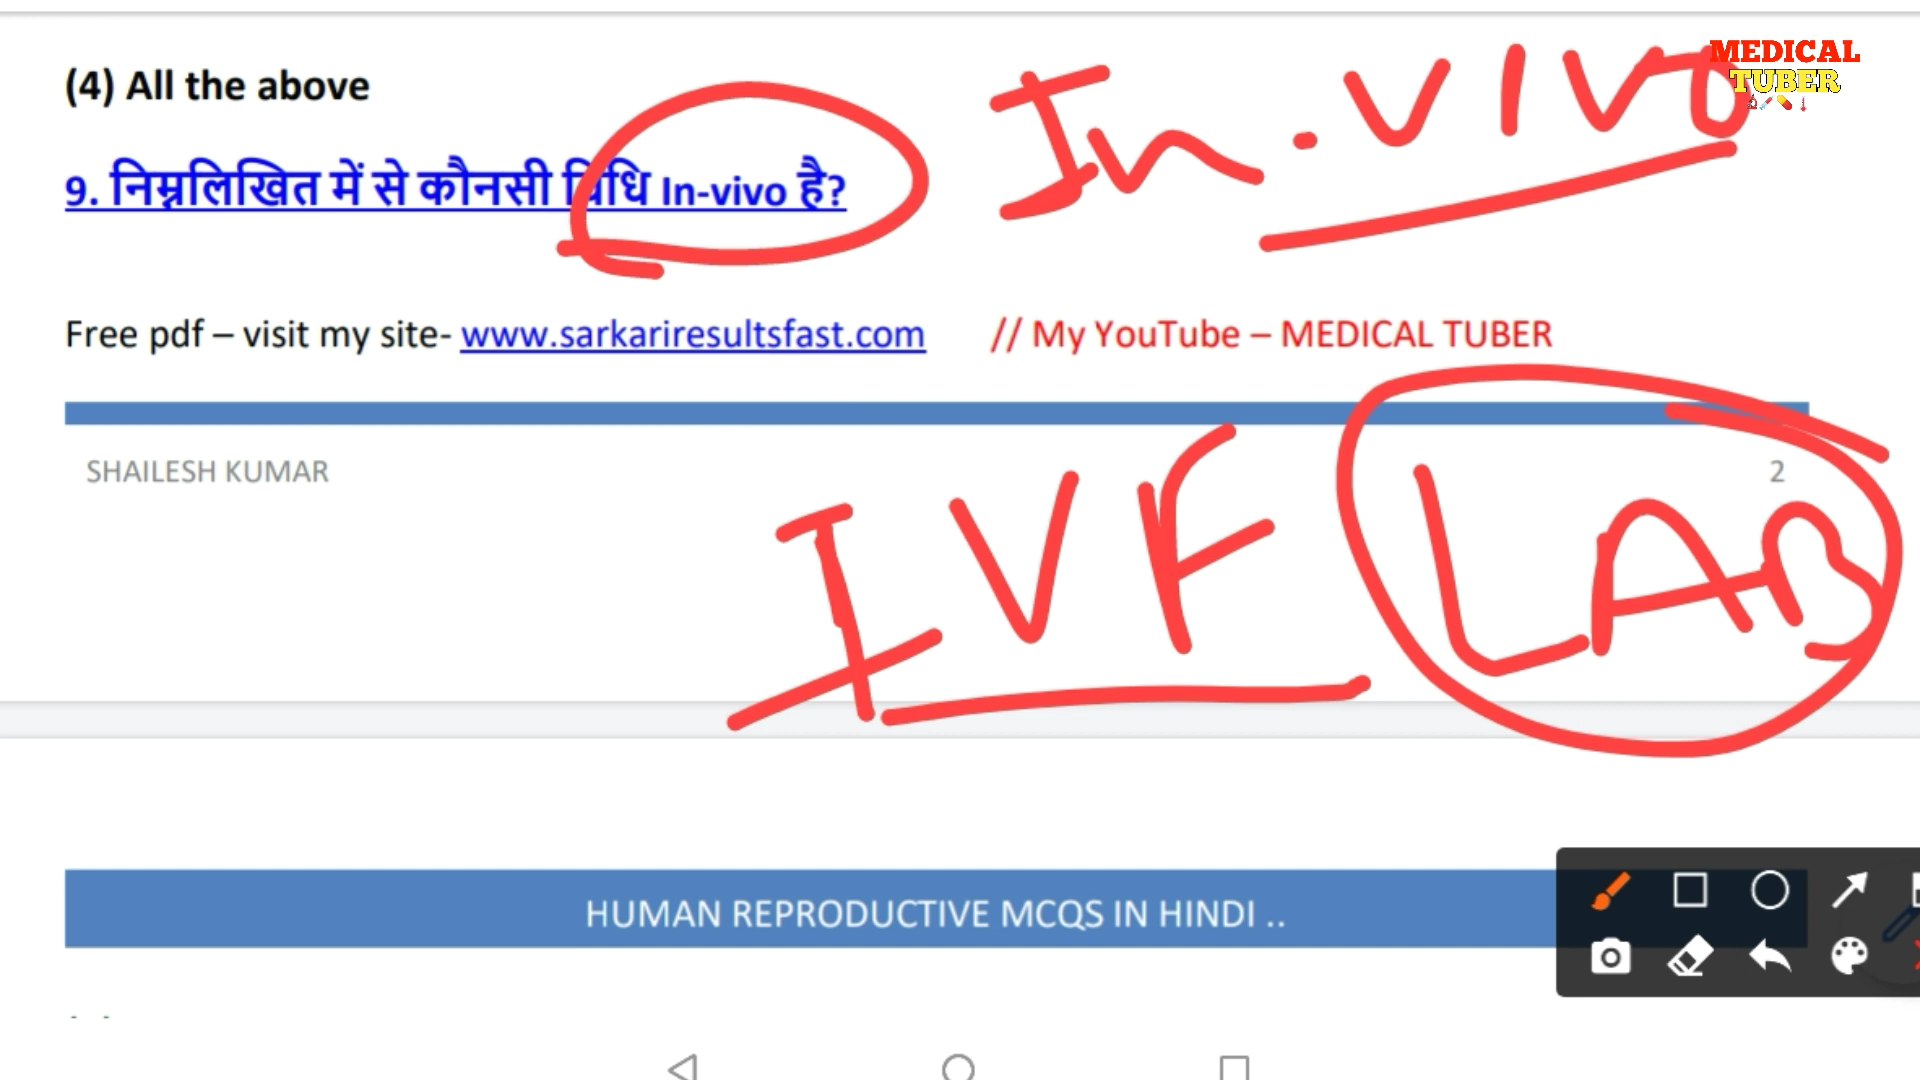 MEDICAL
TUBER
(4) All the above
In-vivo
9. निम्नलिखित में से कौनसी विधि In-vivo है?
Free pdf – visit my site- www.sarkariresultsfast.com // My YouTube – MEDICAL TUBER
SHAILESH KUMAR 2
IVF LAB
HUMAN REPRODUCTIVE MCQS IN HINDI ..